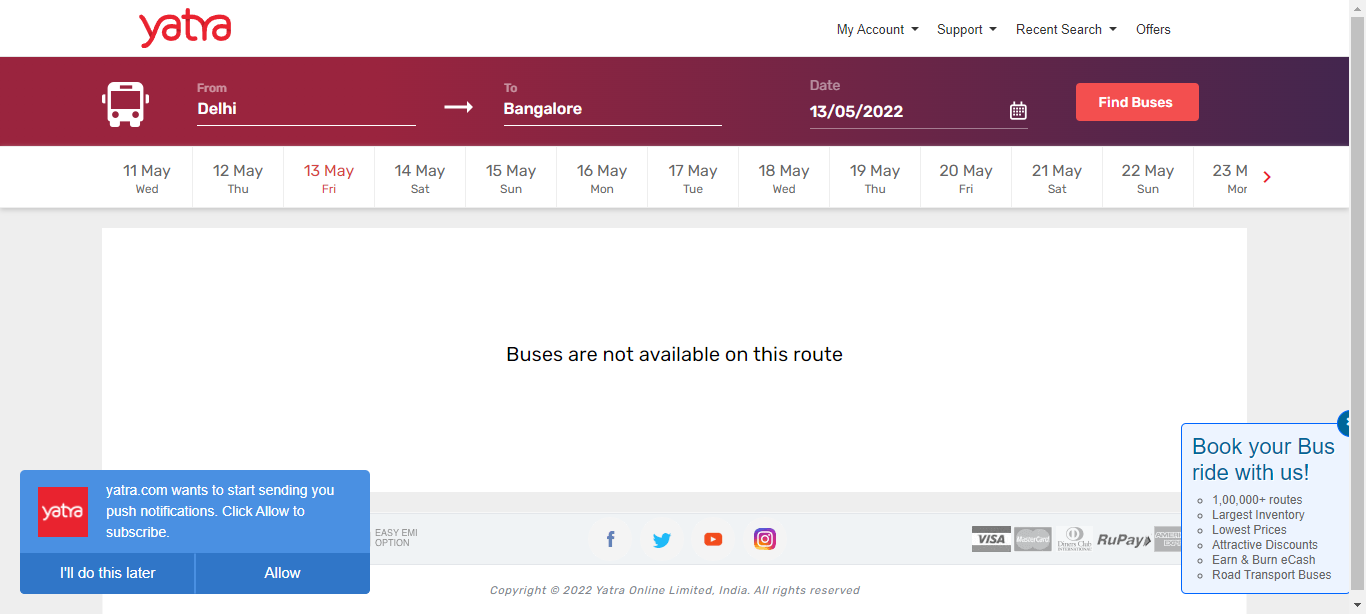 yatra
My Account
Support
Recent Search
Offers
From
Delhi
To
Bangalore
Date
13/05/2022
Find Buses
11 May
Wed
12 May
Thu
13 May
Fri
14 May
Sat
15 May
Sun
16 May
Mon
17 May
Tue
18 May
Wed
19 May
Thu
20 May
Fri
21 May
Sat
22 May
Sun
23 M
Mor
Buses are not available on this route
Book your Bus
ride with us!
1,00,000+ routes
Largest Inventory
Lowest Prices
Attractive Discounts
Earn & Burn eCash
Road Transport Buses
yatra
yatra.com wants to start sending you
push notifications. Click Allow to
subscribe.
I'll do this later
Allow
EASY EMI
OPTION
VISA
MasterCard
Diners Club
INTERNATIONAL
RuPay
Copyright © 2022 Yatra Online Limited, India. All rights reserved